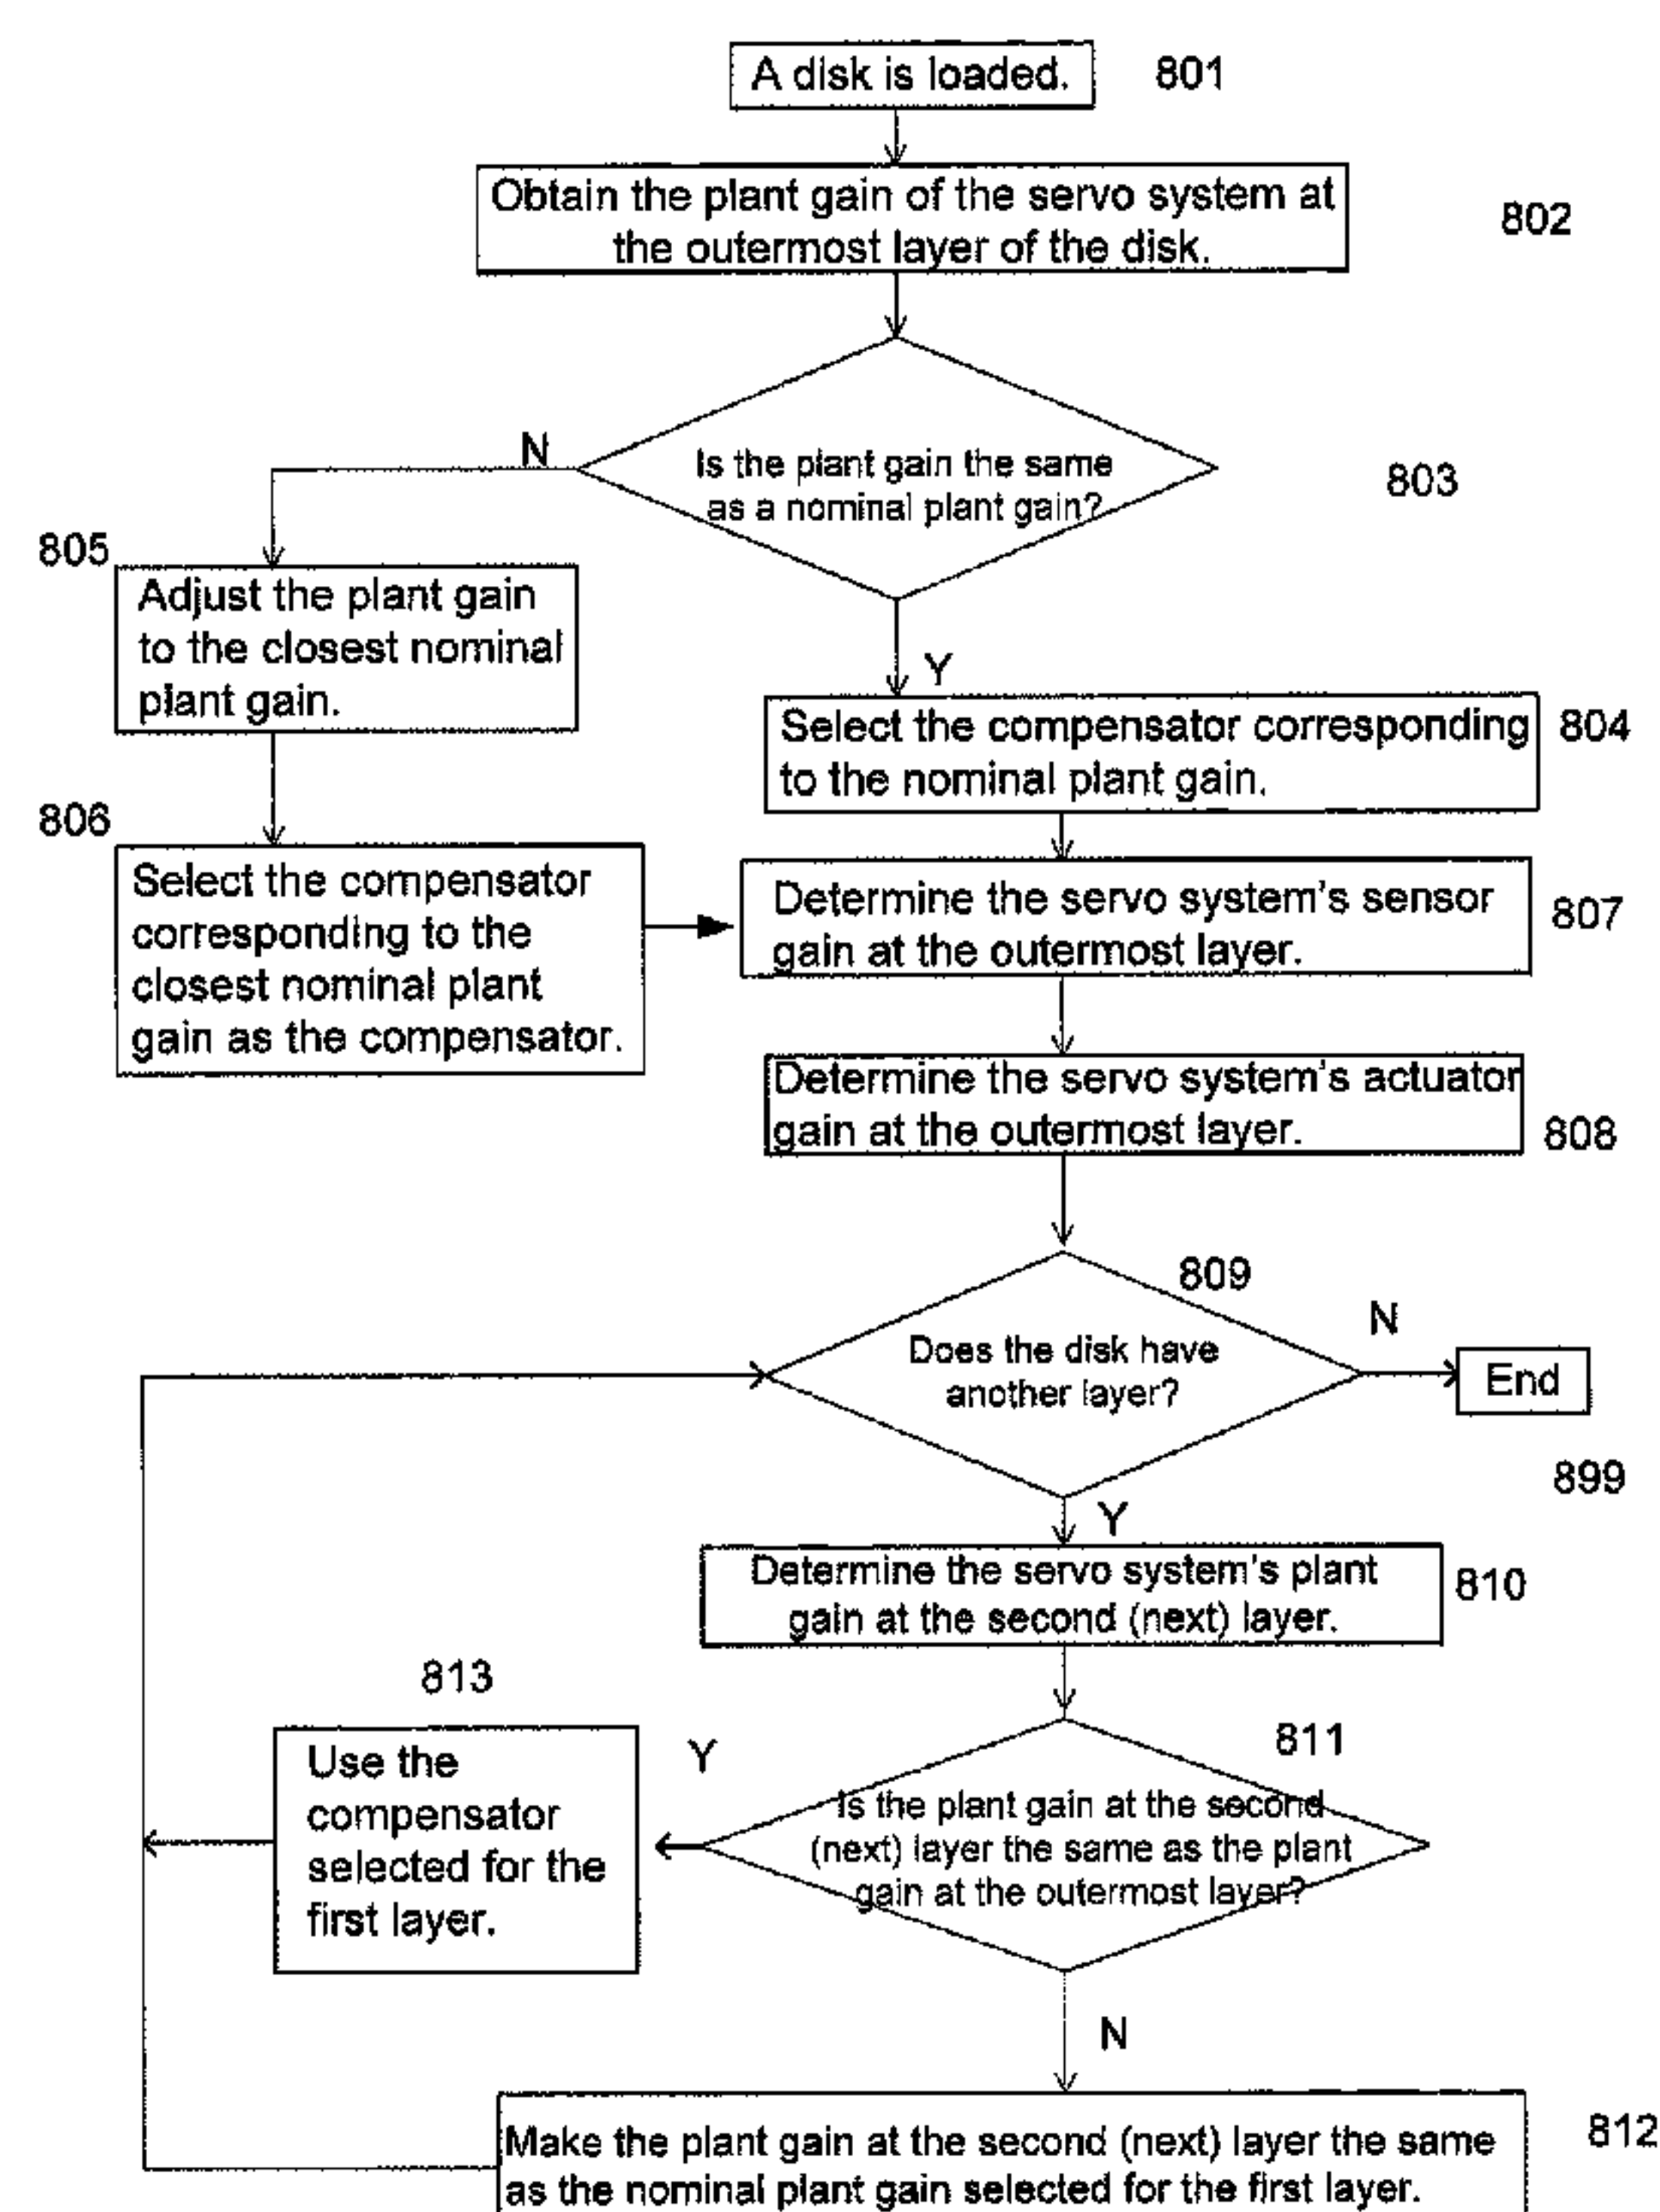 A disk is loaded.
801
Obtain the plant gain of the servo system at
the outermost layer of the disk.
802
N
Is the plant gain the same
as a nominal plant gain?
803
805
Adjust the plant gain
to the closest nominal
plant gain.
Y
Select the compensator corresponding
to the nominal plant gain.
804
806
Select the compensator
corresponding to the
closest nominal plant
gain as the compensator.
Determine the servo system's sensor
gain at the outermost layer.
807
Determine the servo system's actuator
gain at the outermost layer.
808
809
Does the disk have
another layer?
N
End
899
Y
Determine the servo system's plant
gain at the second (next) layer.
810
813
Use the
compensator
selected for the
first layer.
Y
811
Is the plant gain at the second
(next) layer the same as the plant
gain at the outermost layer?
N
Make the plant gain at the second (next) layer the same
as the nominal plant gain selected for the first layer.
812